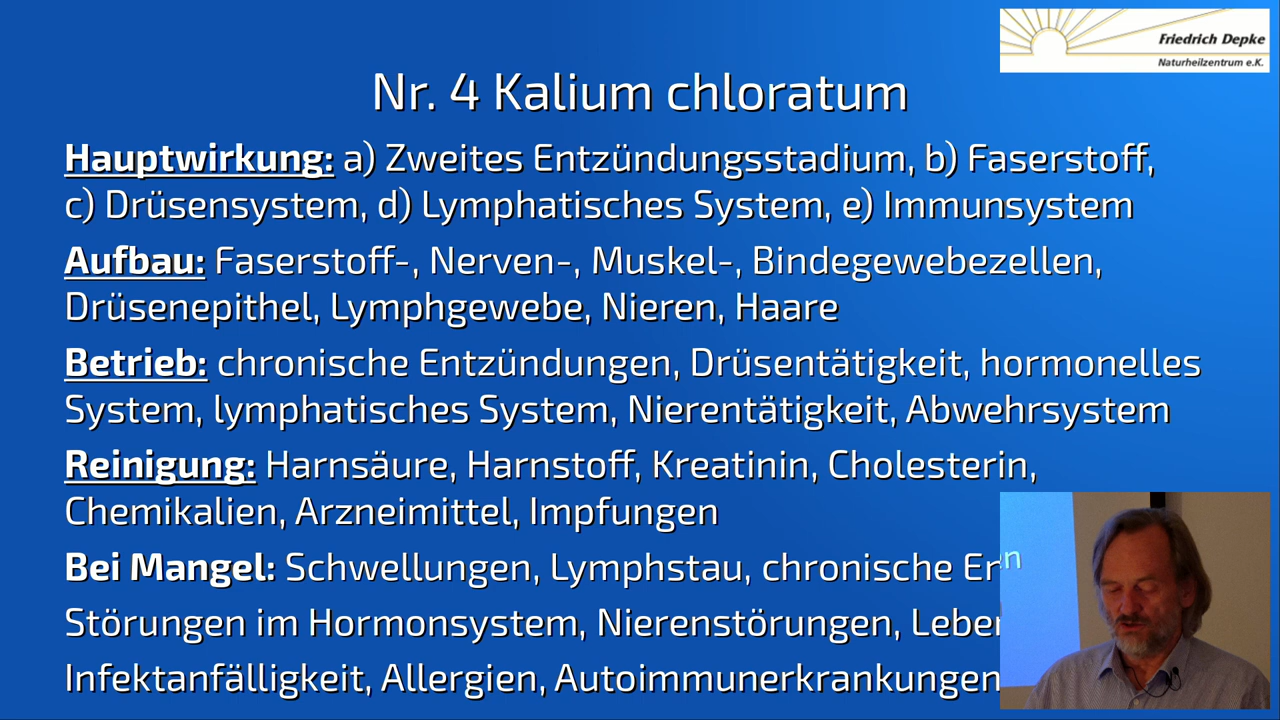 Friedrich Depke
Naturheilzentrum e.K.
Nr. 4 Kalium chloratum
Hauptwirkung: a) Zweites Entzündungsstadium, b) Faserstoff,
c) Drüsensystem, d) Lymphatisches System, e) Immunsystem
Aufbau: Faserstoff-, Nerven-, Muskel-, Bindegewebezellen,
Drüsenepithel, Lymphgewebe, Nieren, Haare
Betrieb: chronische Entzündungen, Drüsentätigkeit, hormonelles
System, lymphatisches System, Nierentätigkeit, Abwehrsystem
Reinigung: Harnsäure, Harnstoff, Kreatinin, Cholesterin,
Chemikalien, Arzneimittel, Impfungen
Bei Mangel: Schwellungen, Lymphstau, chronische
Störungen im Hormonsystem, Nierenstörungen,
Infektanfälligkeit, Allergien, Autoimmunerkrankungen